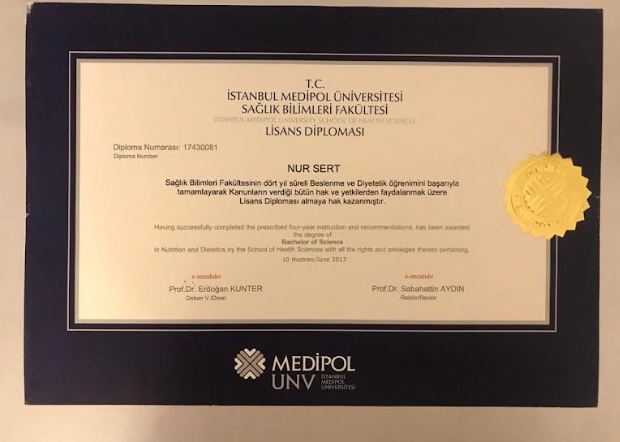 T.C.
İSTANBUL MEDİPOL ÜNİVERSİTESİ
SAĞLIK BİLİMLERİ FAKÜLTESİ
ISTANBUL MEDIPOL UNIVERSITY SCHOOL OF HEALTH SCIENCES
LİSANS DİPLOMASI
Diploma Numarası: 17430081
Diploma Number
NUR SERT
Sağlık Bilimleri Fakültesinin dört yıl süreli Beslenme ve Diyetetik öğrenimini başarıyla
tamamlayarak Kanunların verdiği bütün hak ve yetkilerden faydalanmak üzere
Lisans Diploması almaya hak kazanmıştır.
Having successfully completed the prescribed four-year instruction and recommendations, has been awarded
the degree of
Bachelor of Science
in Nutrition and Dietetics by the School of Health Sciences with all the rights and privileges thereto pertaining.
10 Haziran/June 2017
e-imzalıdır
Prof.Dr. Erdoğan KUNTER
Dekan V./Dean
e-imzalıdır
Prof.Dr. Sabahattin AYDIN
Rektör/Rector
MEDİPOL
UNV İSTANBUL
MEDİPOL
ÜNİVERSİTESİ